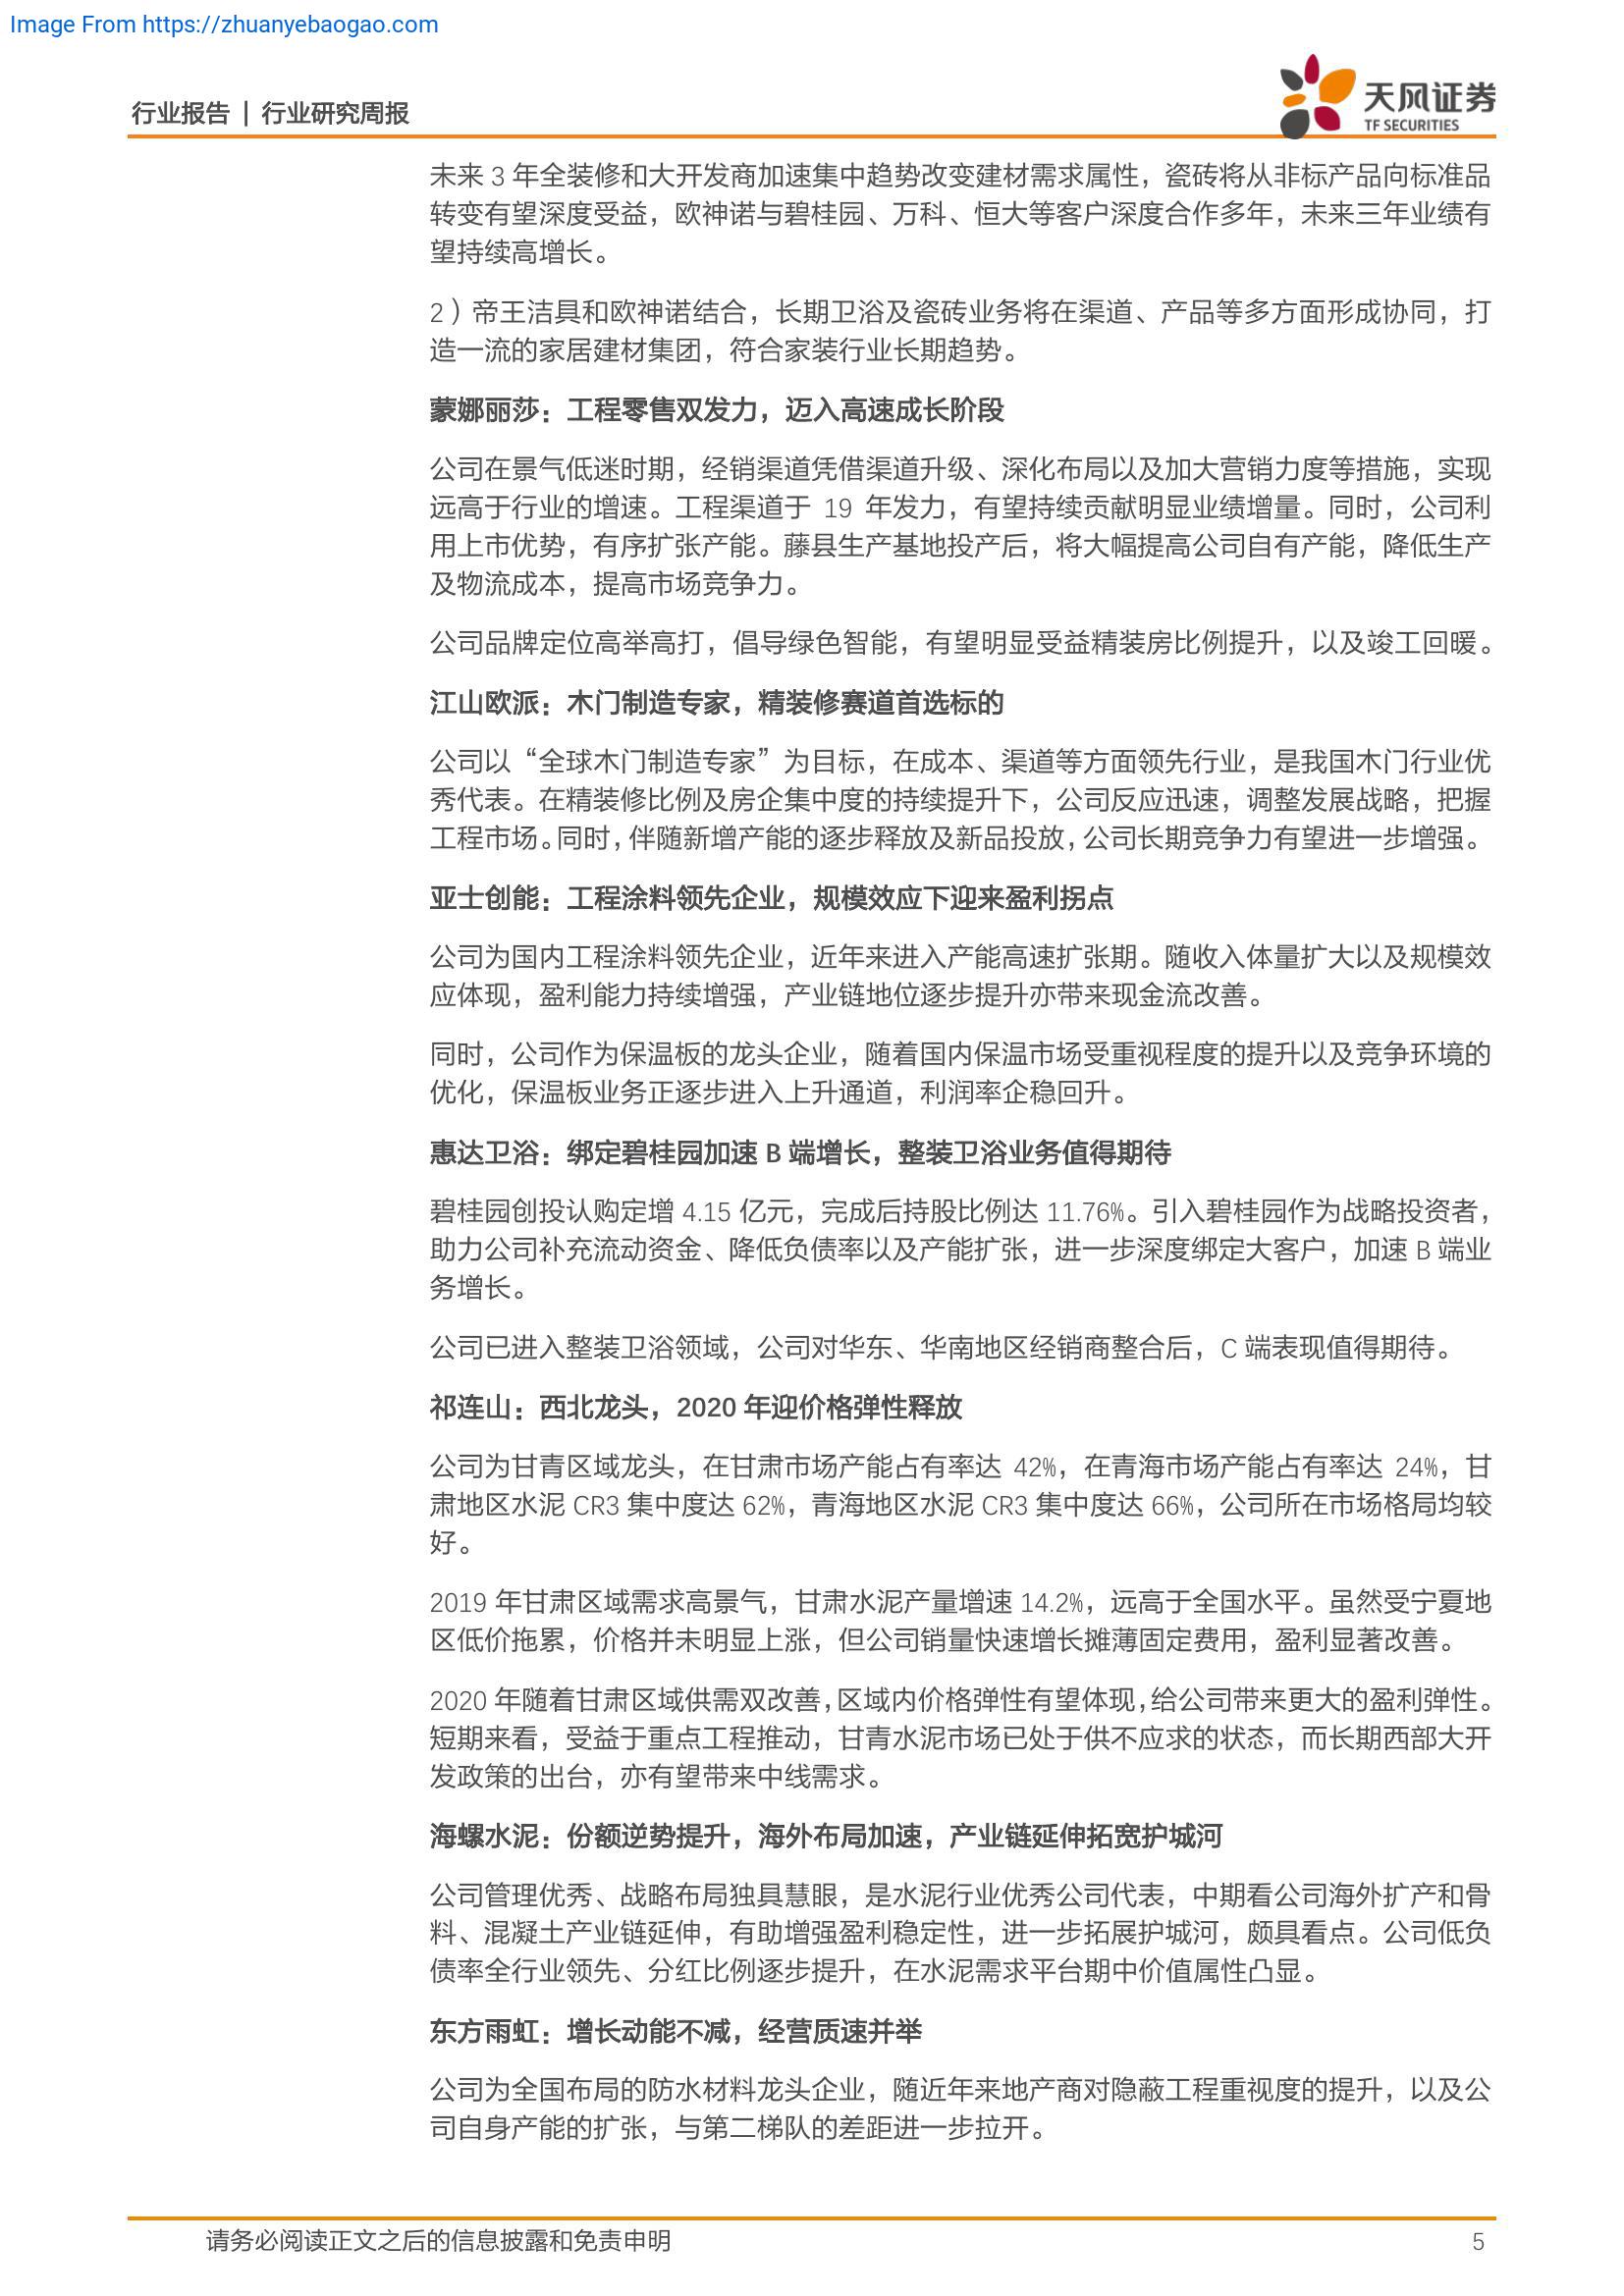 Image From https://zhuanyebaogao.com
行业报告 | 行业研究周报
天风证券
TF SECURITIES
未来 3 年全装修和大开发商加速集中趋势改变建材需求属性，瓷砖将从非标产品向标准品
转变有望深度受益，欧神诺与碧桂园、万科、恒大等客户深度合作多年，未来三年业绩有
望持续高增长。
2）帝王洁具和欧神诺结合，长期卫浴及瓷砖业务将在渠道、产品等多方面形成协同，打
造一流的家居建材集团，符合家装行业长期趋势。
蒙娜丽莎：工程零售双发力，迈入高速成长阶段
公司在景气低迷时期，经销渠道凭借渠道升级、深化布局以及加大营销力度等措施，实现
远高于行业的增速。工程渠道于 19 年发力，有望持续贡献明显业绩增量。同时，公司利
用上市优势，有序扩张产能。藤县生产基地投产后，将大幅提高公司自有产能，降低生产
及物流成本，提高市场竞争力。
公司品牌定位高举高打，倡导绿色智能，有望明显受益精装房比例提升，以及竣工回暖。
江山欧派：木门制造专家，精装修赛道首选标的
公司以“全球木门制造专家”为目标，在成本、渠道等方面领先行业，是我国木门行业优
秀代表。在精装修比例及房企集中度的持续提升下，公司反应迅速，调整发展战略，把握
工程市场。同时，伴随新增产能的逐步释放及新品投放，公司长期竞争力有望进一步增强。
亚士创能：工程涂料领先企业，规模效应下迎来盈利拐点
公司为国内工程涂料领先企业，近年来进入产能高速扩张期。随收入体量扩大以及规模效
应体现，盈利能力持续增强，产业链地位逐步提升亦带来现金流改善。
同时，公司作为保温板的龙头企业，随着国内保温市场受重视程度的提升以及竞争环境的
优化，保温板业务正逐步进入上升通道，利润率企稳回升。
惠达卫浴：绑定碧桂园加速 B 端增长，整装卫浴业务值得期待
碧桂园创投认购定增 4.15 亿元，完成后持股比例达 11.76%。引入碧桂园作为战略投资者，
助力公司补充流动资金、降低负债率以及产能扩张，进一步深度绑定大客户，加速 B 端业
务增长。
公司已进入整装卫浴领域，公司对华东、华南地区经销商整合后，C 端表现值得期待。
祁连山：西北龙头，2020 年迎价格弹性释放
公司为甘青区域龙头，在甘肃市场产能占有率达 42%，在青海市场产能占有率达 24%，甘
肃地区水泥 CR3 集中度达 62%，青海地区水泥 CR3 集中度达 66%，公司所在市场格局均较
好。
2019 年甘肃区域需求高景气，甘肃水泥产量增速 14.2%，远高于全国水平。虽然受宁夏地
区低价拖累，价格并未明显上涨，但公司销量快速增长摊薄固定费用，盈利显著改善。
2020 年随着甘肃区域供需双改善，区域内价格弹性有望体现，给公司带来更大的盈利弹性。
短期来看，受益于重点工程推动，甘青水泥市场已处于供不应求的状态，而长期西部大开
发政策的出台，亦有望带来中线需求。
海螺水泥：份额逆势提升，海外布局加速，产业链延伸拓宽护城河
公司管理优秀、战略布局独具慧眼，是水泥行业优秀公司代表，中期看公司海外扩产和骨
料、混凝土产业链延伸，有助增强盈利稳定性，进一步拓展护城河，颇具看点。公司低负
债率全行业领先、分红比例逐步提升，在水泥需求平台期中价值属性凸显。
东方雨虹：增长动能不减，经营质速并举
公司为全国布局的防水材料龙头企业，随近年来地产商对隐蔽工程重视度的提升，以及公
司自身产能的扩张，与第二梯队的差距进一步拉开。
请务必阅读正文之后的信息披露和免责申明
5